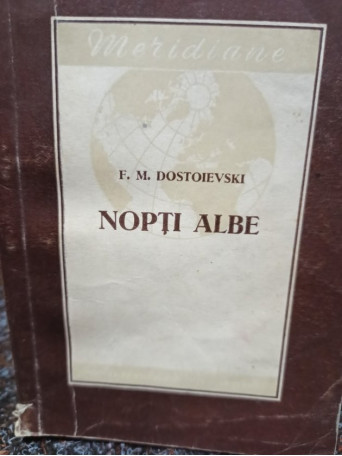 Meridiane
F. M. DOSTOIEVSKI
NOPȚI ALBE